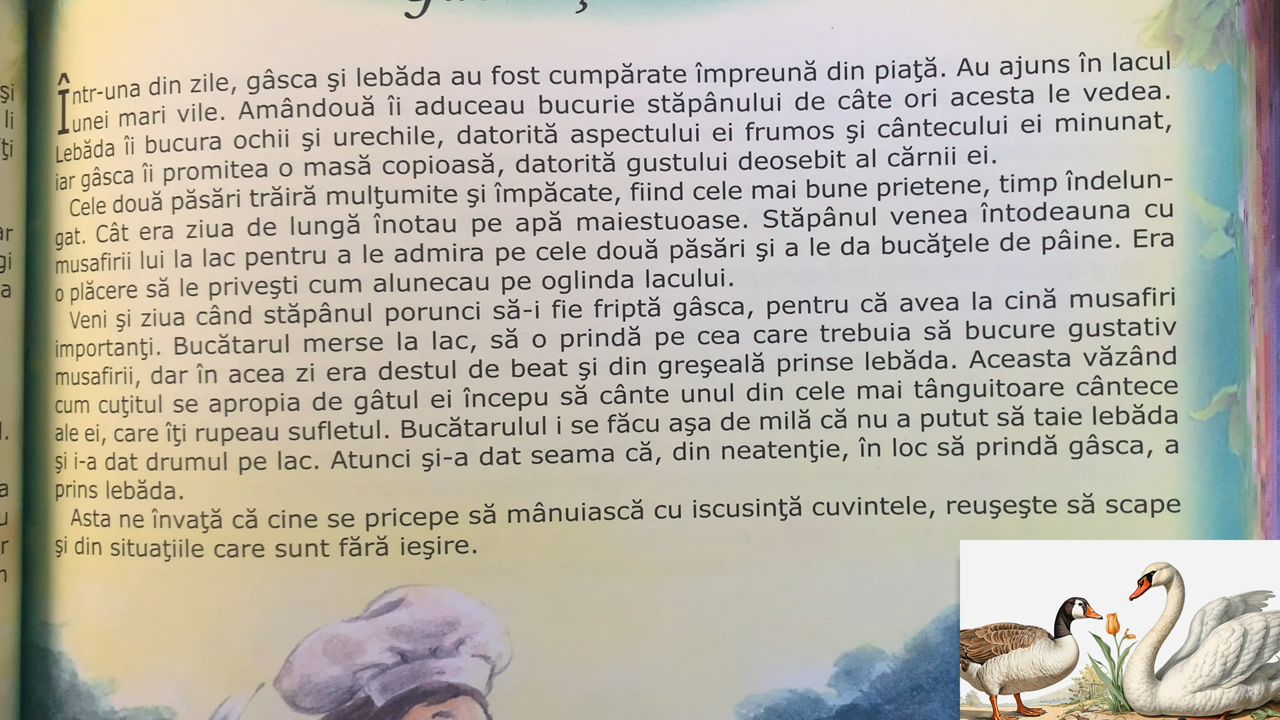 Într-una din zile, gâsca şi lebăda au fost cumpărate împreună din piaţă. Au ajuns în lacul
unei mari vile. Amândouă îi aduceau bucurie stăpânului de câte ori acesta le vedea.
Lebăda îi bucura ochii şi urechile, datorită aspectului ei frumos şi cântecului ei minunat,
iar gâsca îi promitea o masă copioasă, datorită gustului deosebit al cărnii ei.
Cele două păsări trăiră mulţumite şi împăcate, fiind cele mai bune prietene, timp îndelun-
gat. Cât era ziua de lungă înotau pe apă maiestuoase. Stăpânul venea întodeauna cu
musafirii lui la lac pentru a le admira pe cele două păsări şi a le da bucăţele de pâine. Era
o plăcere să le priveşti cum alunecau pe oglinda lacului.
Veni şi ziua când stăpânul porunci să-i fie friptă gâsca, pentru că avea la cină musafiri
importanţi. Bucătarul merse la lac, să o prindă pe cea care trebuia să bucure gustativ
musafirii, dar în acea zi era destul de beat şi din greşeală prinse lebăda. Aceasta văzând
cum cuţitul se apropia de gâtul ei începu să cânte unul din cele mai tânguitoare cântece
ale ei, care îţi rupeau sufletul. Bucătarului i se făcu aşa de milă că nu a putut să taie lebăda
şi i-a dat drumul pe lac. Atunci şi-a dat seama că, din neatenţie, în loc să prindă gâsca, a
prins lebăda.
Asta ne învaţă că cine se pricepe să mânuiască cu iscusinţă cuvintele, reuşeşte să scape
şi din situaţiile care sunt fără ieşire.